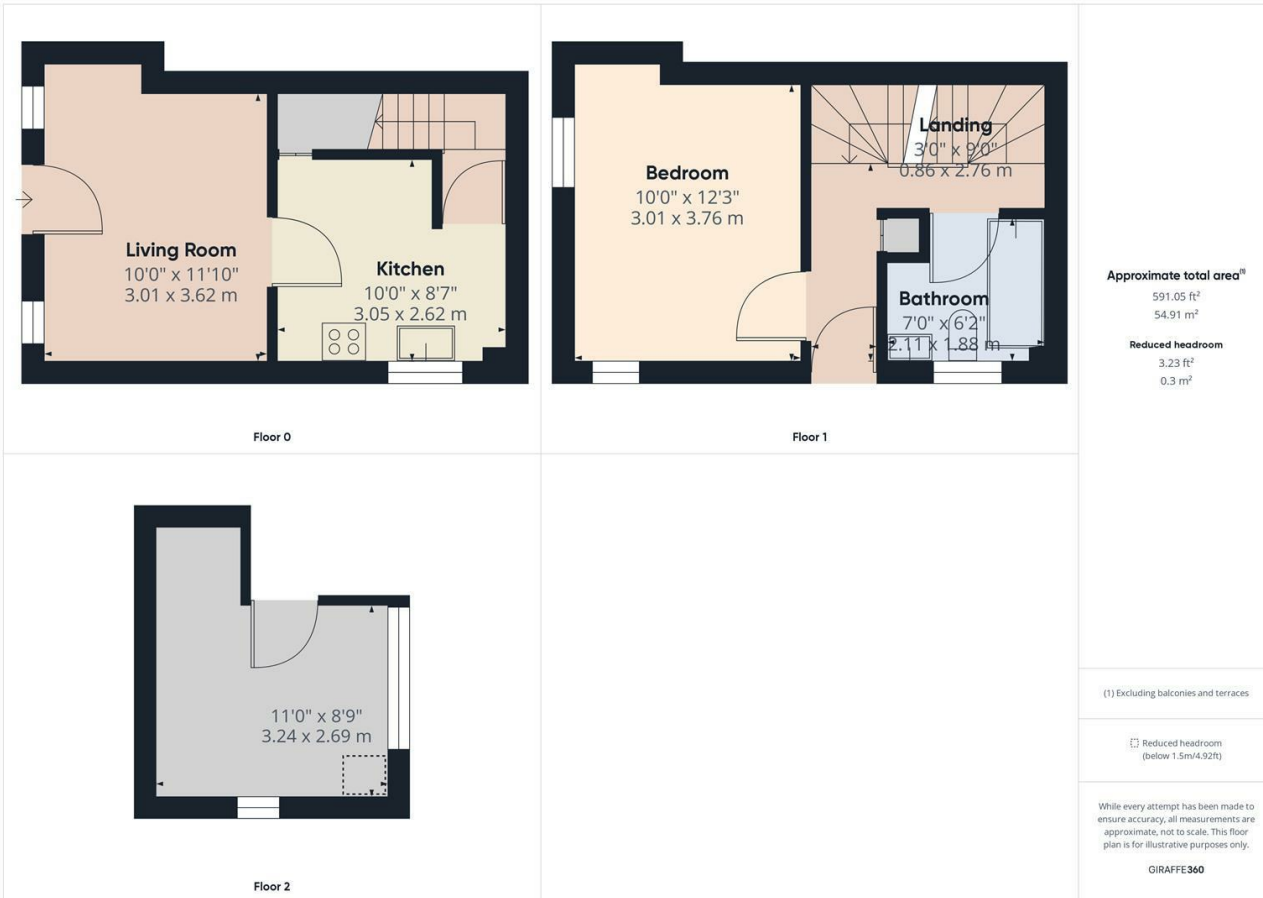 Living Room
10'0" x 11'10"
3.01 x 3.62 m
Kitchen
10'0" x 8'7"
3.05 x 2.62 m
Floor 0
Bedroom
10'0" x 12'3"
3.01 x 3.76 m
Landing
3'0" x 9'0"
0.86 x 2.76 m
Bathroom
7'0" x 6'2"
2.11 x 1.88 m
Floor 1
11'0" x 8'9"
3.24 x 2.69 m
Floor 2
Approximate total area⁽¹⁾
591.05 ft²
54.91 m²
Reduced headroom
3.23 ft²
0.3 m²
(1) Excluding balconies and terraces
Reduced headroom
(below 1.5m/4.92ft)
While every attempt has been made to
ensure accuracy, all measurements are
approximate, not to scale. This floor
plan is for illustrative purposes only.
GIRAFFE360